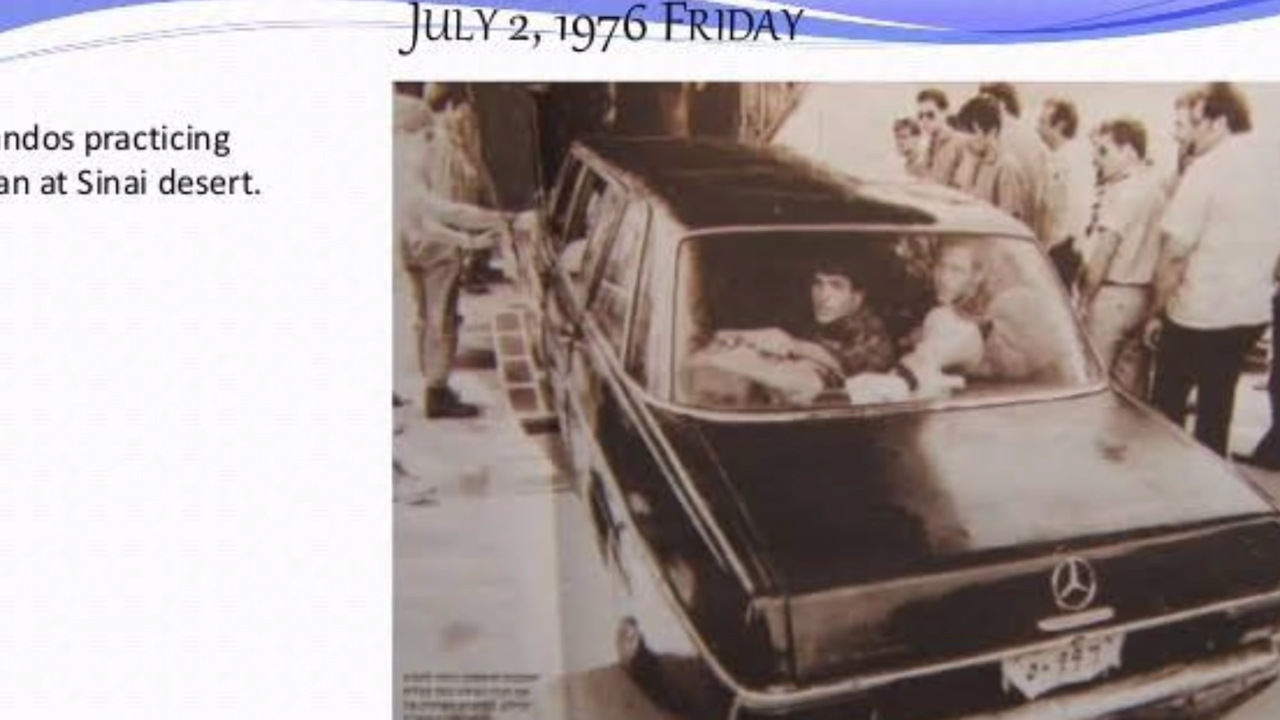 JULY 2, 1976 FRIDAY
ndos practicing
an at Sinai desert.